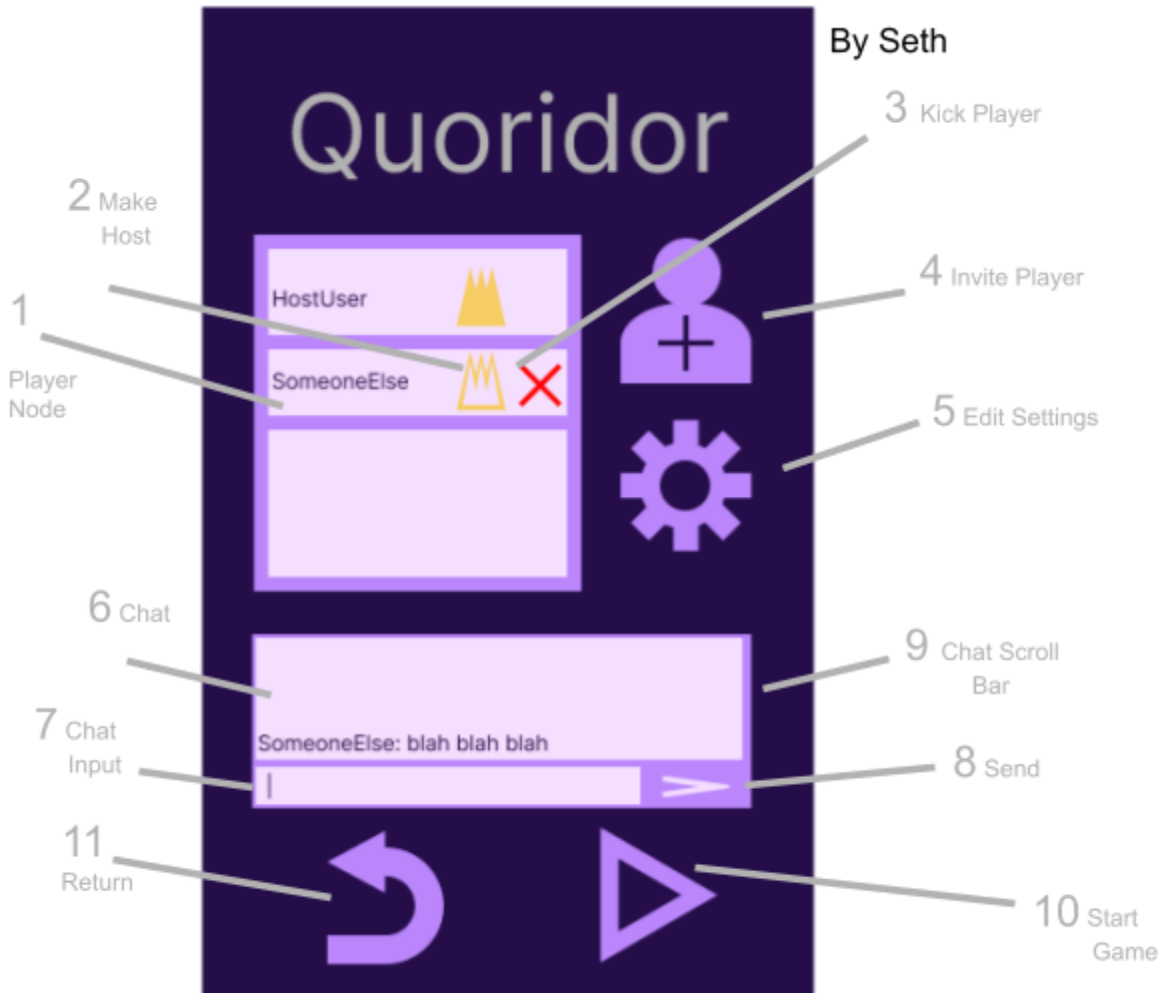 By Seth
Quoridor
3 Kick Player
2 Make
Host
4 Invite Player
HostUser
1
Player
Node
SomeoneElse
5 Edit Settings
6 Chat
9 Chat Scroll
Bar
SomeoneElse: blah blah blah
7 Chat
Input
8 Send
11
Return
10 Start
Game